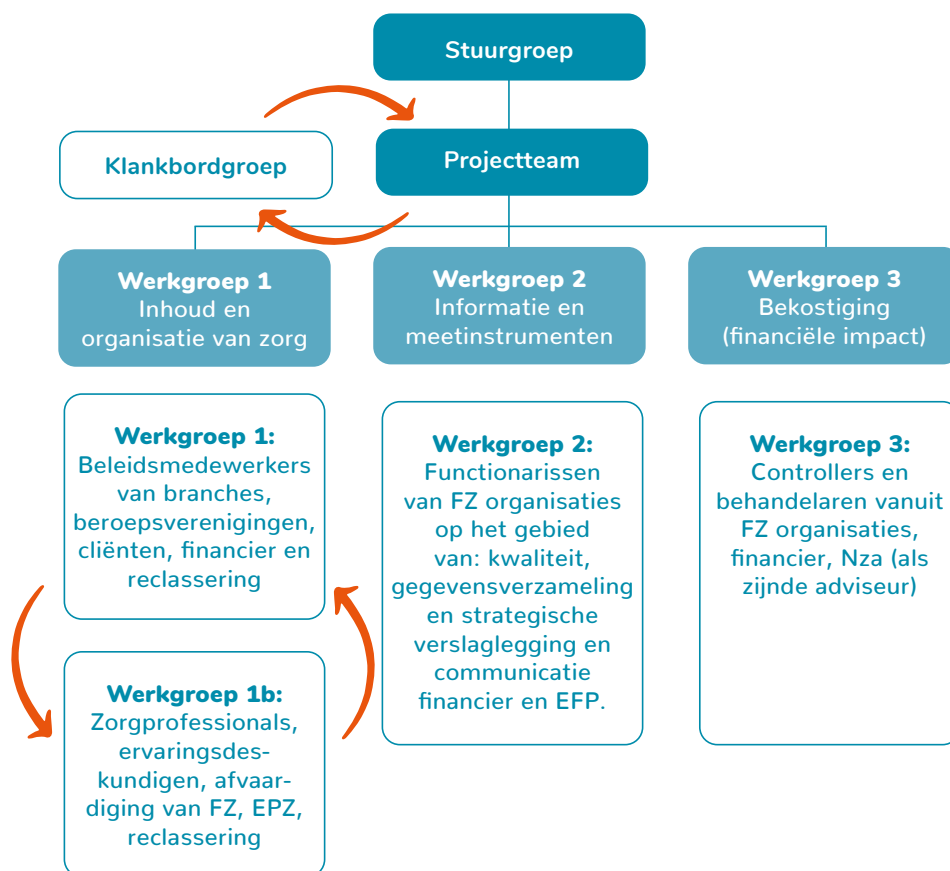 Stuurgroep
Klankbordgroep
Projectteam
Werkgroep 1
Inhoud en
organisatie van zorg
Werkgroep 2
Informatie en
meetinstrumenten
Werkgroep 3
Bekostiging
(financiële impact)
Werkgroep 1:
Beleidsmedewerkers
van branches,
beroepsverenigingen,
cliënten, financier en
reclassering
Werkgroep 1b:
Zorgprofessionals,
ervaringsdes-
kundigen, afvaar-
diging van FZ, EPZ,
reclassering
Werkgroep 2:
Functionarissen
van FZ organisaties
op het gebied
van: kwaliteit,
gegevensverzameling
en strategische
verslaglegging en
communicatie
financier en EFP.
Werkgroep 3:
Controllers en
behandelaren vanuit
FZ organisaties,
financier, Nza (als
zijnde adviseur)